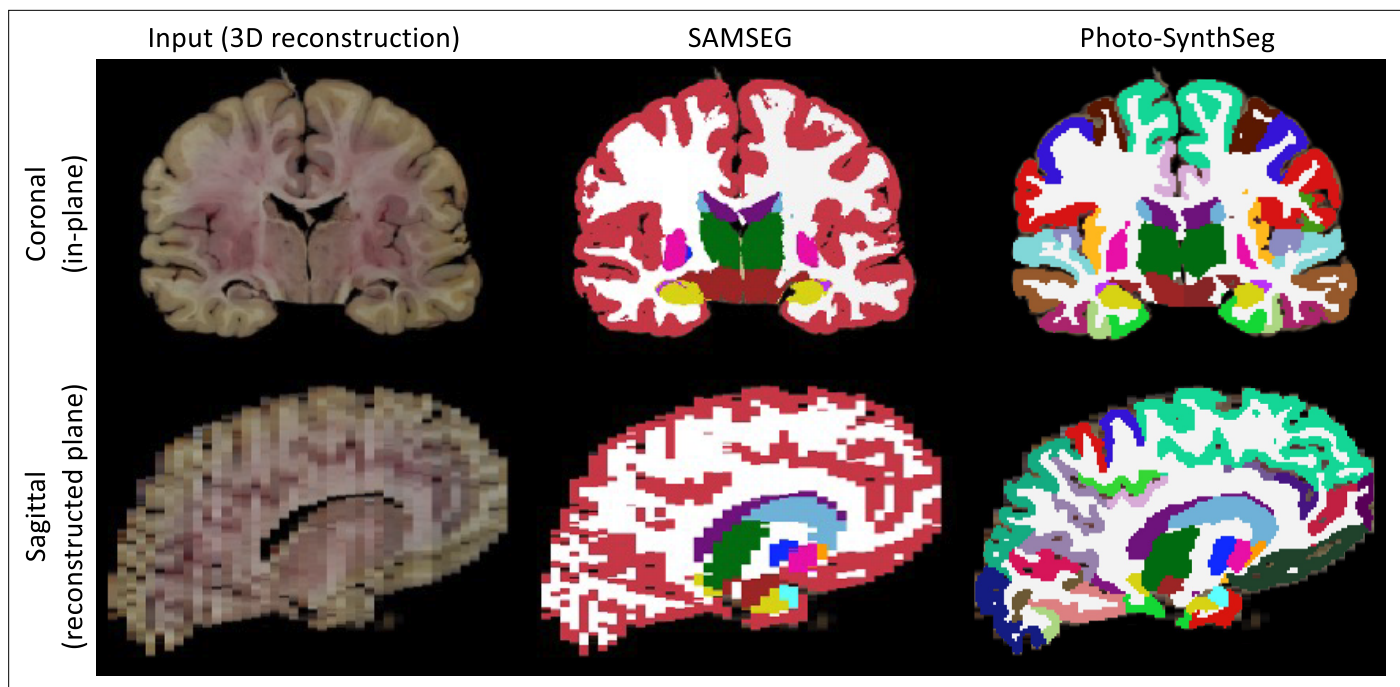 Input (3D reconstruction)
SAMSEG
Photo-SynthSeg
Coronal
(in-plane)
Sagittal
(reconstructed plane)